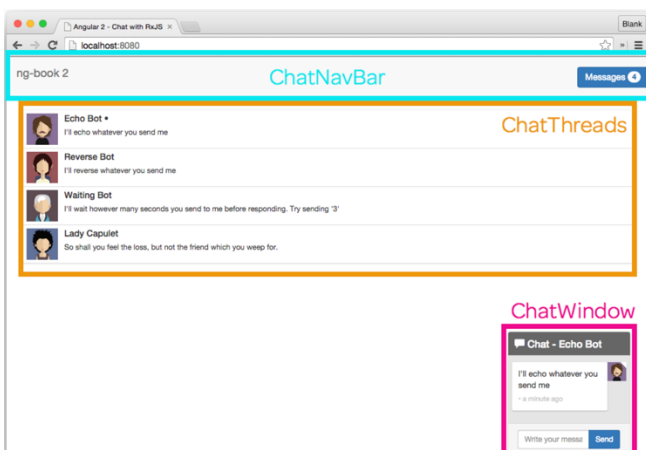 Angular 2 - Chat with RxJS ×
Blank
localhost:8080
ng-book 2
ChatNavBar
Messages 4
ChatThreads
Echo Bot •
I'll echo whatever you send me
Reverse Bot
I'll reverse whatever you send me
Waiting Bot
I'll wait however many seconds you send to me before responding. Try sending '3'
Lady Capulet
So shall you feel the loss, but not the friend which you weep for.
ChatWindow
Chat - Echo Bot
I'll echo whatever you
send me
• a minute ago
Write your messa
Send